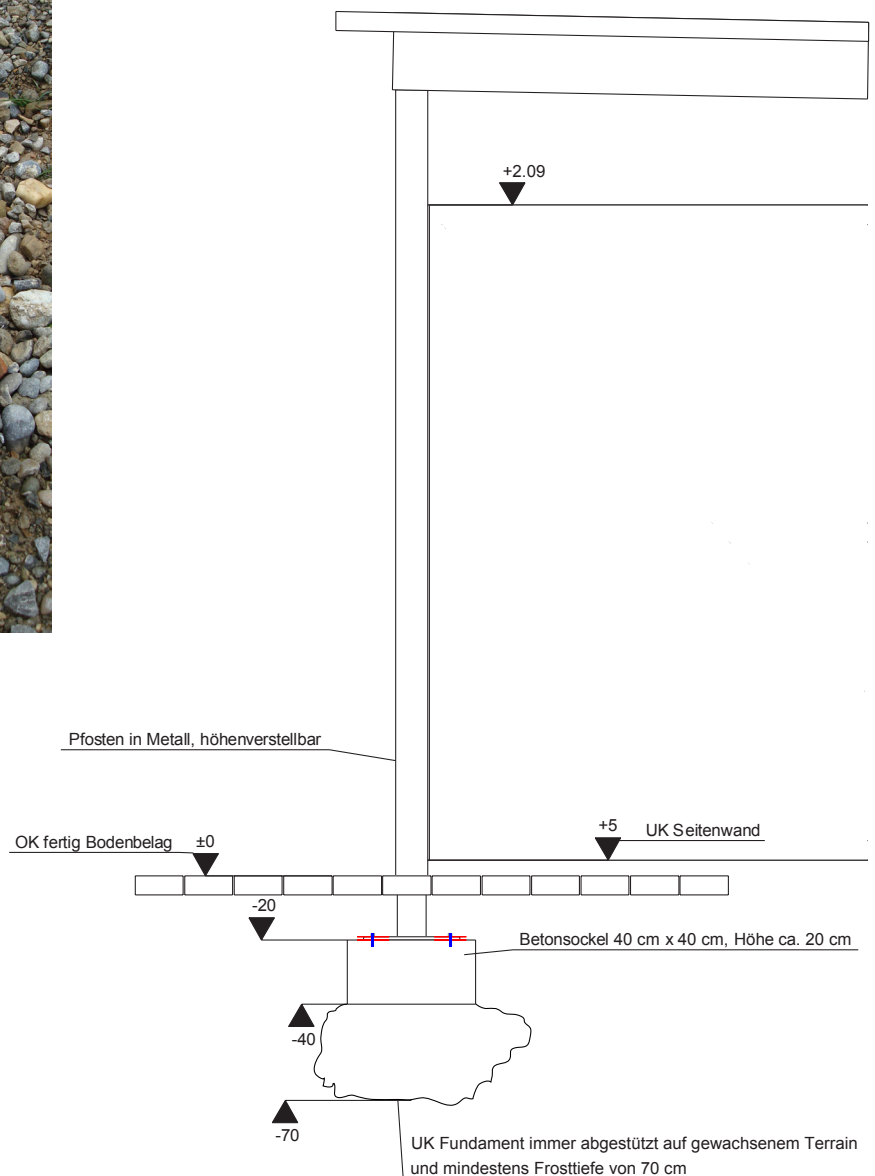 +2.09
Pfosten in Metall, höhenverstellbar
OK fertig Bodenbelag ±0
+5 UK Seitenwand
-20
Betonsockel 40 cm x 40 cm, Höhe ca. 20 cm
-40
-70
UK Fundament immer abgestützt auf gewachsenem Terrain
und mindestens Frosttiefe von 70 cm